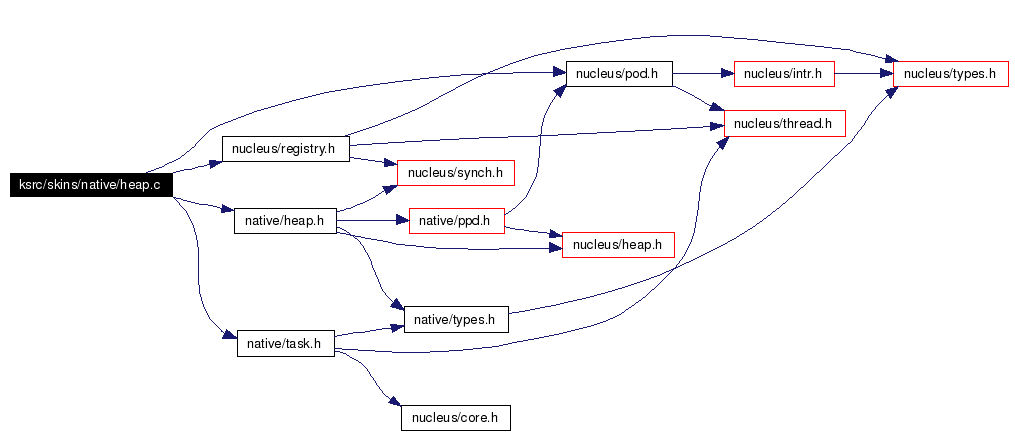 nucleus/pod.h
nucleus/intr.h
nucleus/types.h
nucleus/thread.h
nucleus/registry.h
nucleus/synch.h
ksrc/skins/native/heap.c
native/heap.h
native/ppd.h
nucleus/heap.h
native/types.h
native/task.h
nucleus/core.h